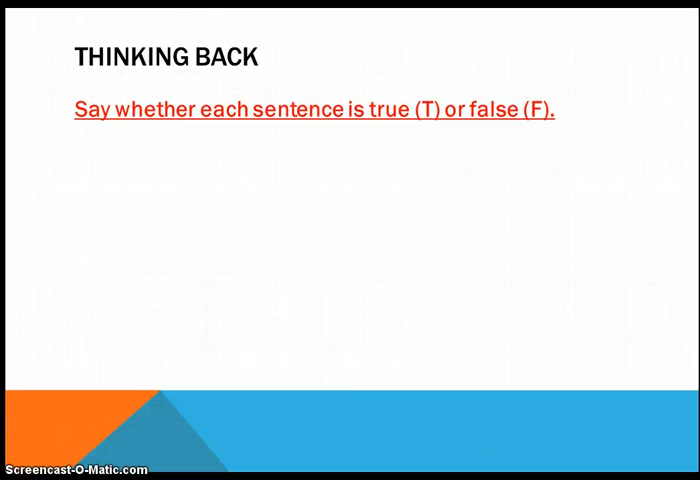 THINKING BACK
Say whether each sentence is true (T) or false (F).
Screencast-O-Matic.com